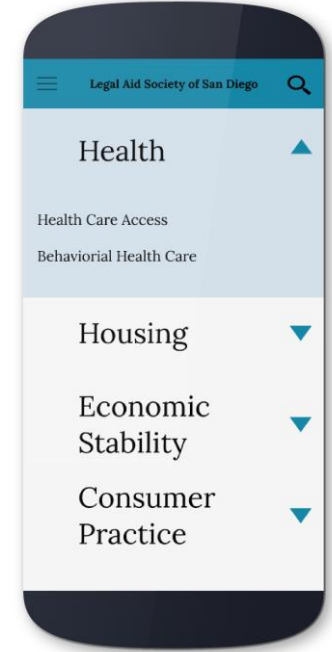 Legal Aid Society of San Diego
Health
Health Care Access
Behaviorial Health Care
Housing
Economic
Stability
Consumer
Practice